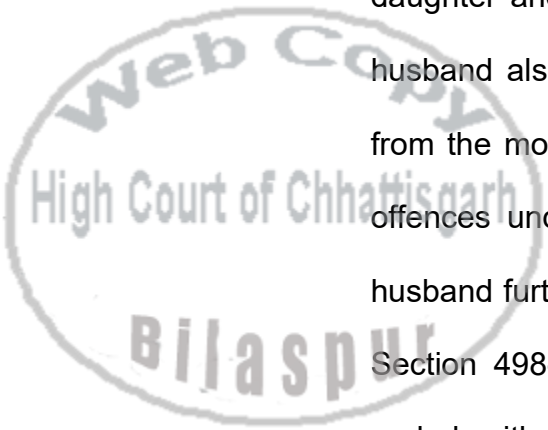 daughter and
husband als
from the mo
offences und
husband furt
Section 498
Web Copy
High Court of Chhattisgarh
Bilaspur